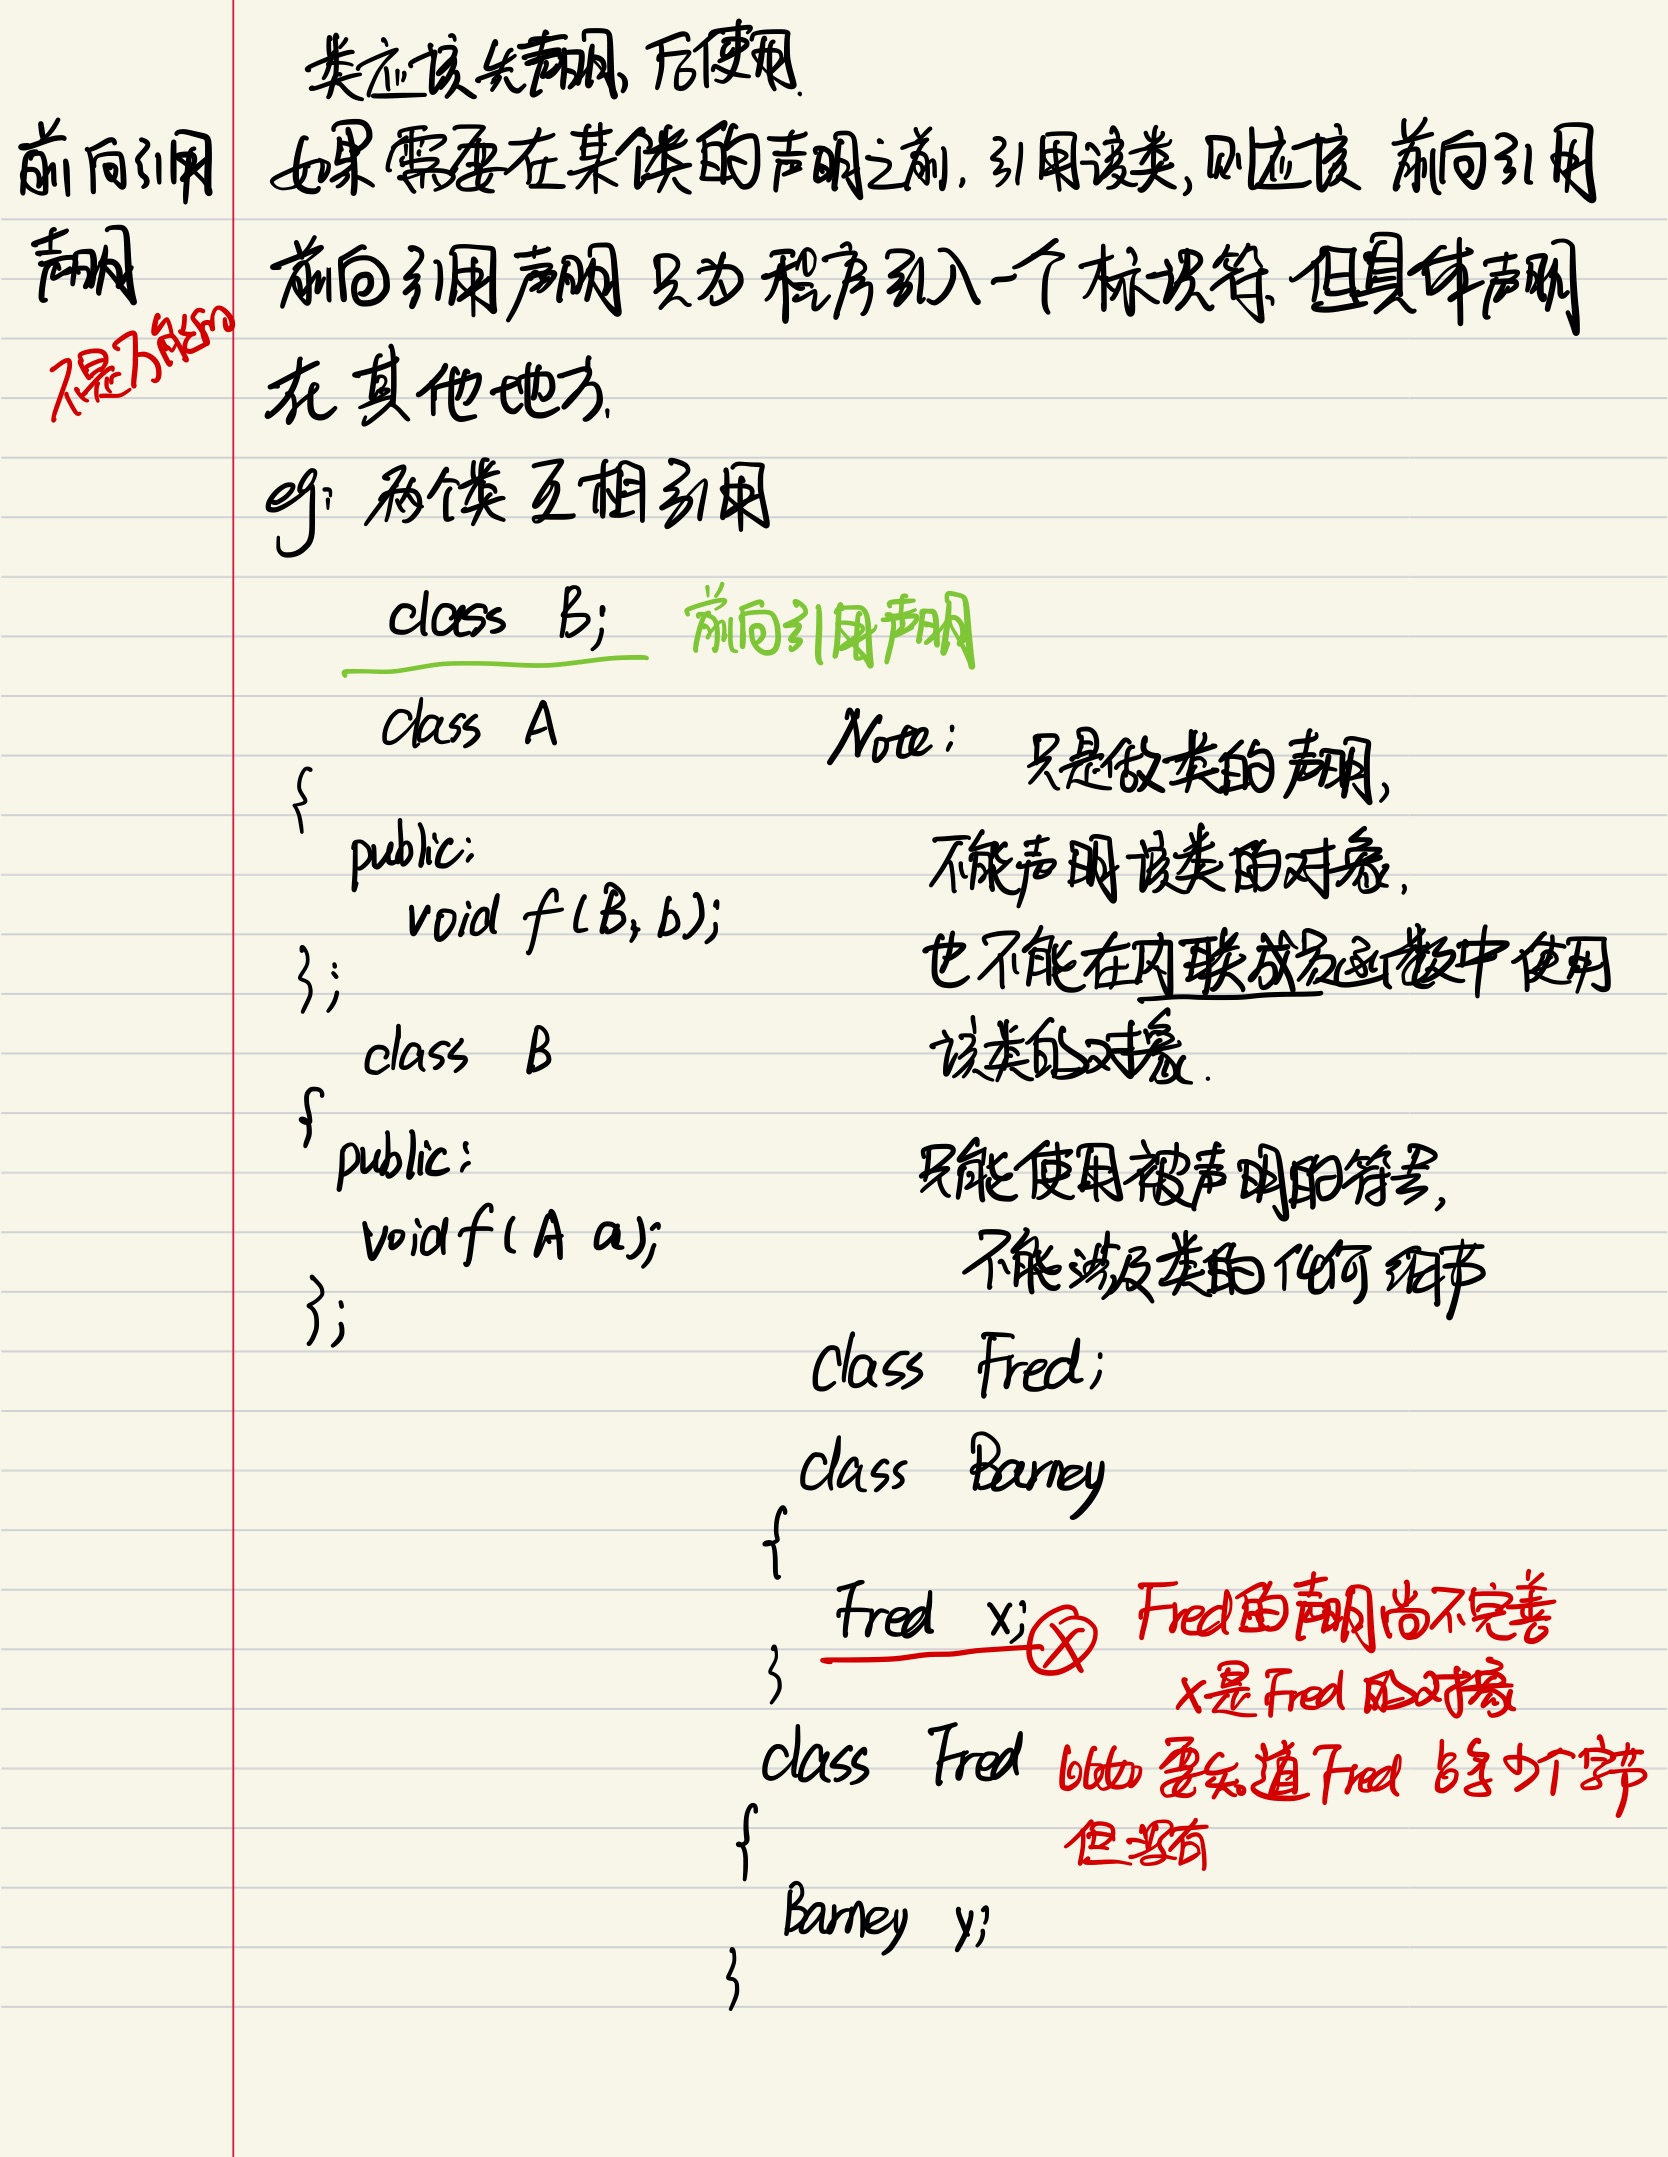 类应该先声明,后使用.
前向引用
声明
不是万能的
如果需要在某个类的声明之前,引用该类,则应该 前向引用
前向引用声明 只为程序引入一个标识符,但具体声明
在其他地方.
eg: 两个类互相引用
class B; 前向引用声明
class A
{
public:
void f(B, b);
};
class B
{
public:
void f(A a);
};
Note: 只是做类的声明,
不能声明该类的对象,
也不能在内联成员函数中使用
该类的对象.
只能使用被声明的符号,
不能涉及类的任何细节
class Fred;
class Barney
{
Fred x; X Fred的声明尚不完善
x是Fred的对象
}
class Fred 要知道Fred 占多少个字节
但没有
{
Barney y;
}